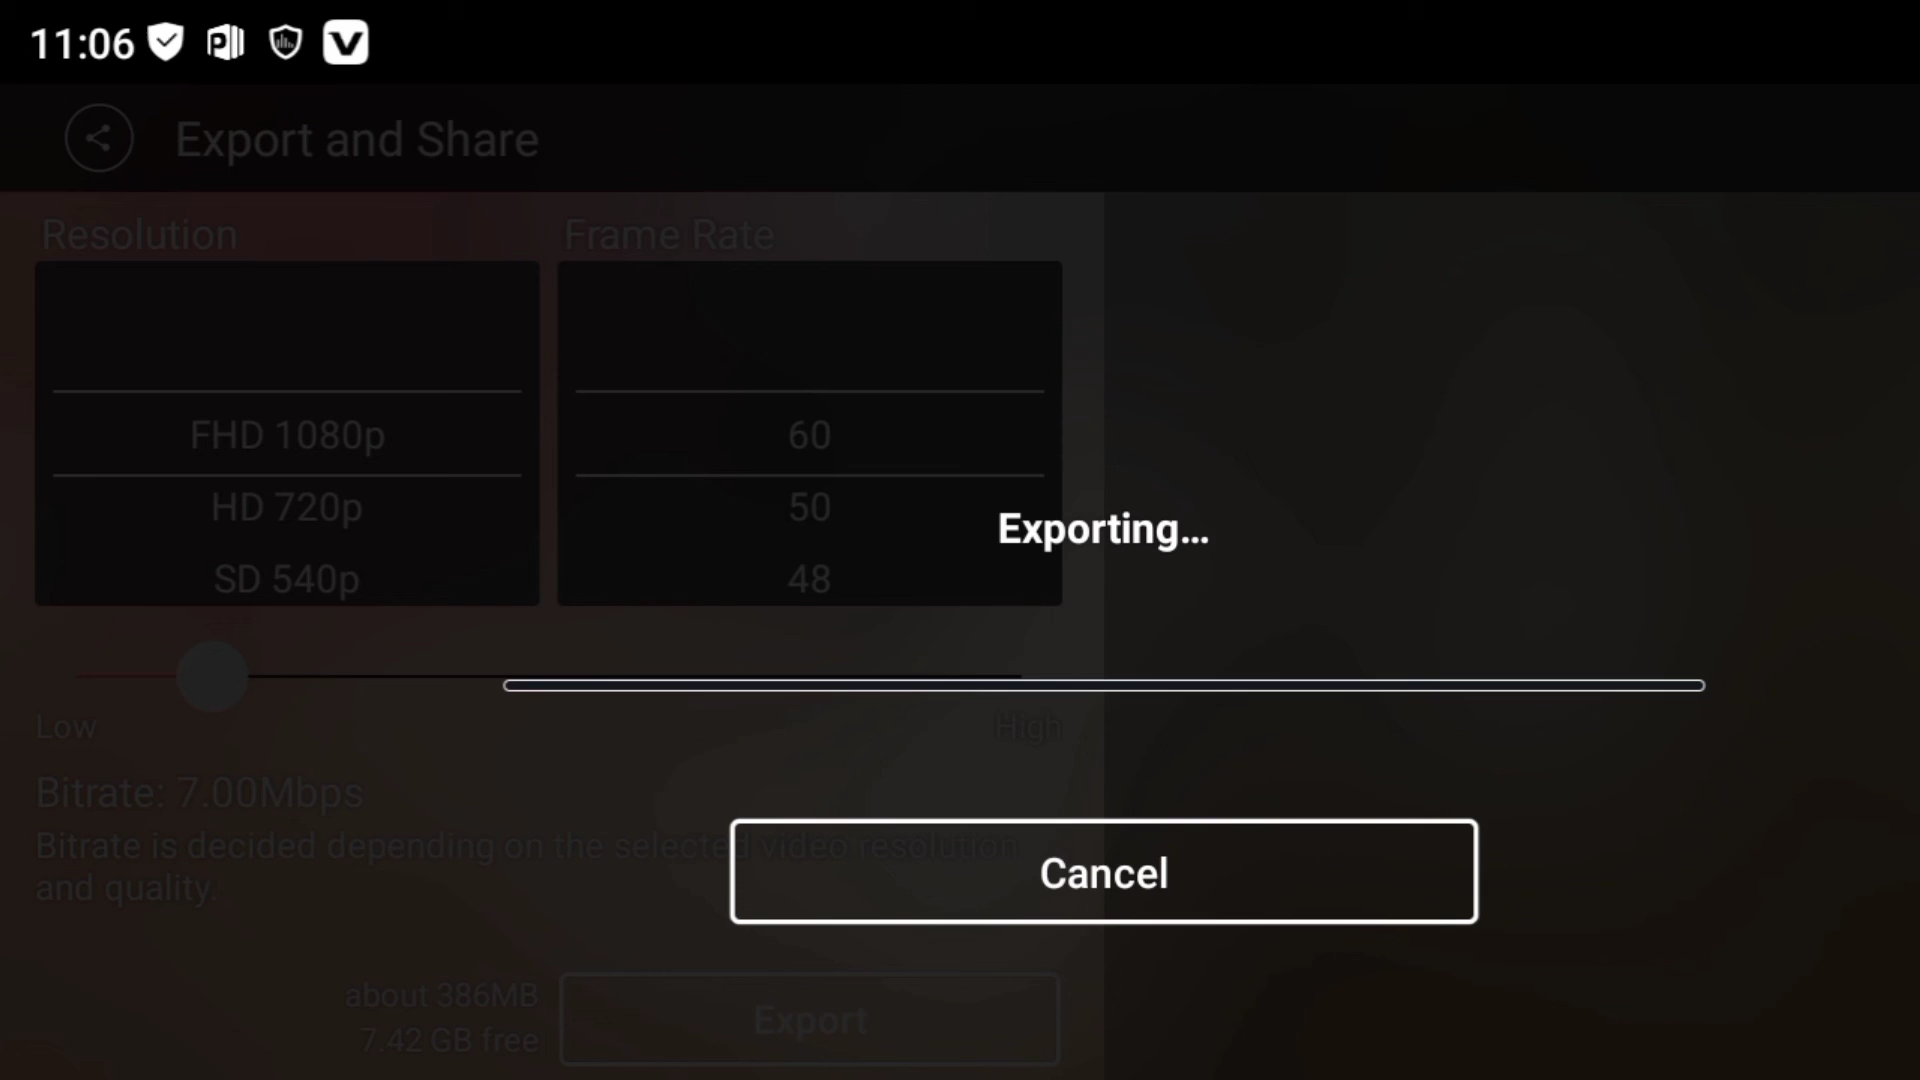 11:06
Export and Share
Resolution
Frame Rate
FHD 1080p
60
HD 720p
50
SD 540p
48
Exporting...
Low
High
Bitrate: 7.00Mbps
Bitrate is decided depending on the selected video resolution
and quality.
Cancel
about 386MB
7.42 GB free
Export